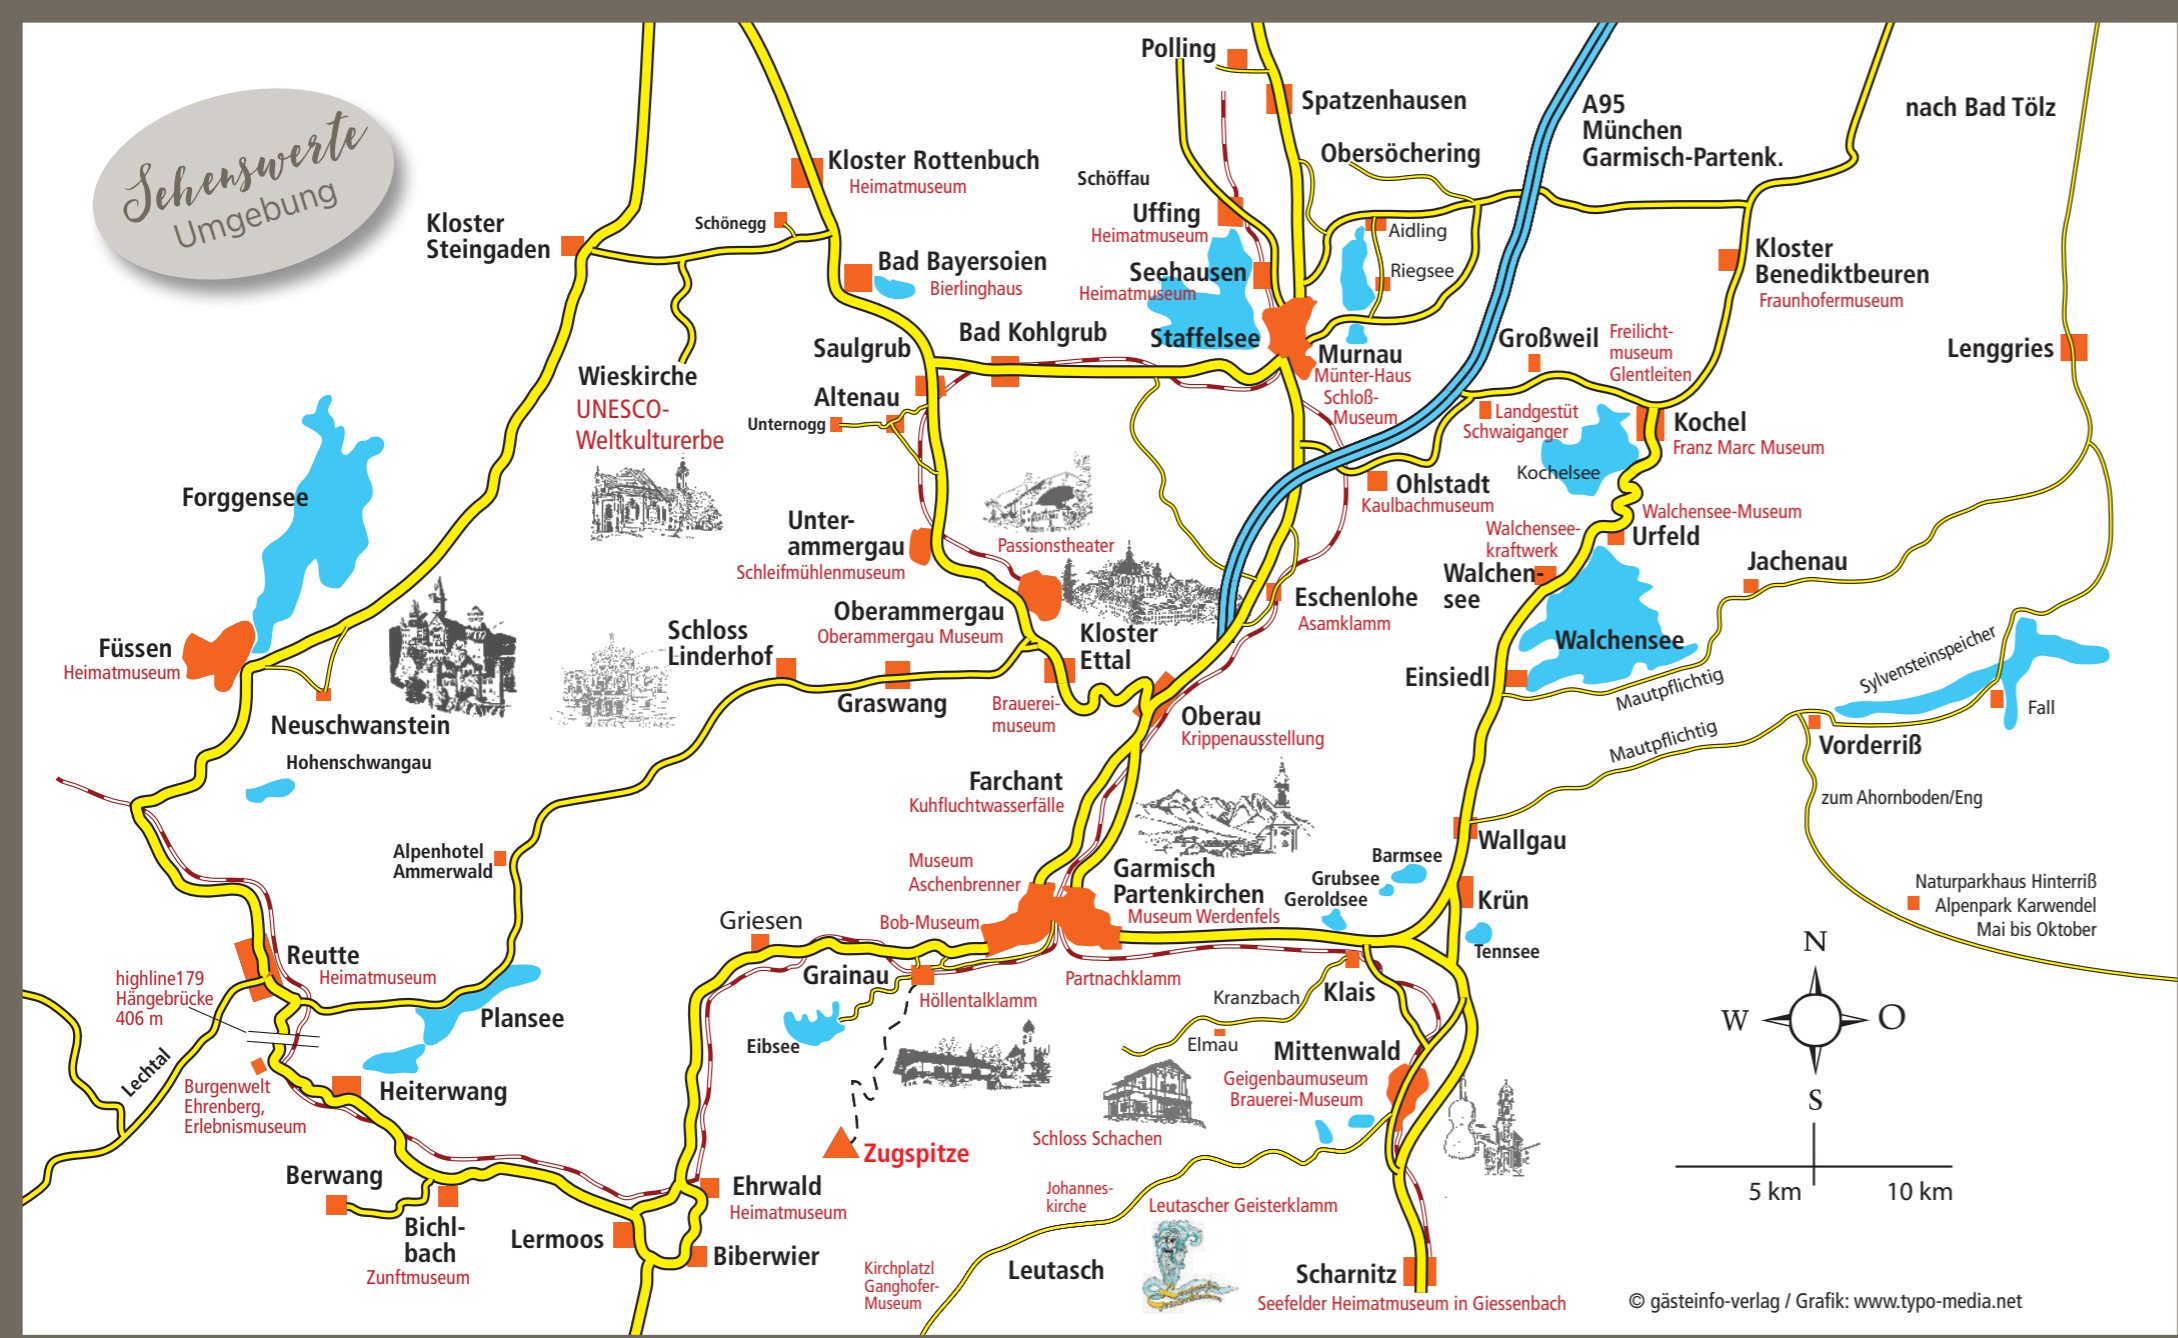 Sehenswerte
Umgebung
Polling
Spatzenhausen
A95
München
Garmisch-Partenk.
nach Bad Tölz
Obersöchering
Kloster Rottenbuch
Heimatmuseum
Schöffau
Uffing
Heimatmuseum
Schönegg
Kloster
Steingaden
Aidling
Riegsee
Kloster
Benediktbeuren
Fraunhofermuseum
Bad Bayersoien
Bierlinghaus
Seehausen
Heimatmuseum
Staffelsee
Bad Kohlgrub
Saulgrub
Murnau
Münter-Haus
Schloß-
Museum
Großweil
Freilicht-
museum
Glentleiten
Lenggries
Wieskirche
UNESCO-
Weltkulturerbe
Altenau
Unternogg
Landgestüt
Schwaiganger
Kochel
Franz Marc Museum
Kochelsee
Forggensee
Ohlstadt
Kaulbachmuseum
Walchensee-Museum
Urfeld
Walchensee-
kraftwerk
Unter-
ammergau
Schleifmühlenmuseum
Passionstheater
Walchen-
see
Jachenau
Oberammergau
Oberammergau Museum
Eschenlohe
Asamklamm
Füssen
Heimatmuseum
Schloss
Linderhof
Kloster
Ettal
Walchensee
Sylvensteinspeicher
Einsiedl
Mautpflichtig
Graswang
Brauerei-
museum
Oberau
Krippenausstellung
Fall
Neuschwanstein
Hohenschwangau
Mautpflichtig
Vorderriß
Farchant
Kuhfluchtwasserfälle
zum Ahornboden/Eng
Alpenhotel
Ammerwald
Wallgau
Barmsee
Grubsee
Geroldsee
Museum
Aschenbrenner
Garmisch
Partenkirchen
Museum Werdenfels
Bob-Museum
Krün
Naturparkhaus Hinterriß
Alpenpark Karwendel
Mai bis Oktober
Griesen
Tennsee
Reutte
Heimatmuseum
Grainau
Höllentalklamm
Partnachklamm
Klais
Kranzbach
highline179
Hängebrücke
406 m
Plansee
Eibsee
Elmau
Mittenwald
Geigenbaumuseum
Brauerei-Museum
N
W
O
S
Lechtal
Burgenwelt
Ehrenberg,
Erlebnismuseum
Heiterwang
Zugspitze
Schloss Schachen
Berwang
Ehrwald
Heimatmuseum
Johannes-
kirche
Leutascher Geisterklamm
5 km
10 km
Bichl-
bach
Zunftmuseum
Lermoos
Biberwier
Kirchplatzl
Ganghofer-
Museum
Leutasch
Scharnitz
Seefelder Heimatmuseum in Giessenbach
© gästeinfo-verlag / Grafik: www.typo-media.net